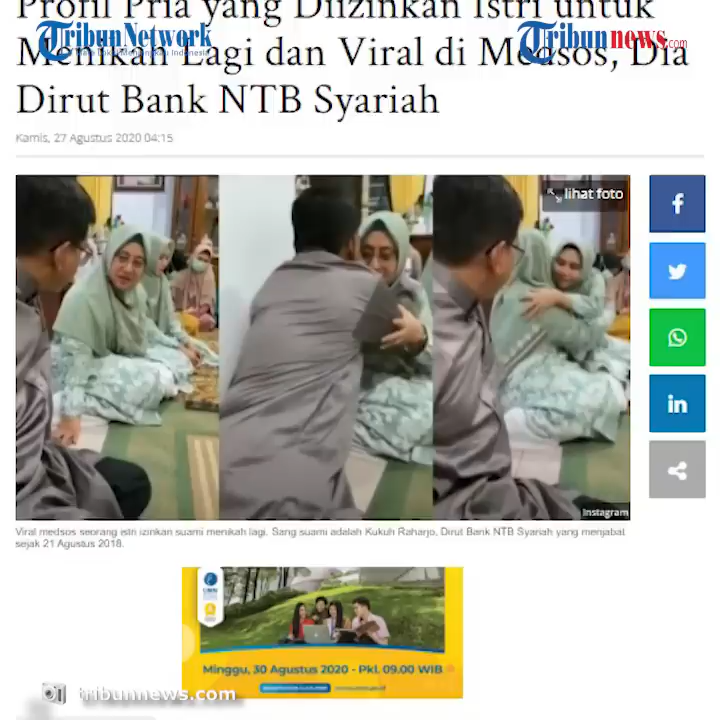 Profil Pria yang Diizinkan Istri untuk
Menikah Lagi dan Viral di Medsos, Dia
Dirut Bank NTB Syariah
Tribun Network
Tribunnews.com
Kamis, 27 Agustus 2020 04:15
lihat foto
Instagram
Viral medsos seorang istri izinkan suami menikah lagi. Sang suami adalah Kukuh Raharjo, Dirut Bank NTB Syariah yang menjabat
sejak 21 Agustus 2018.
Minggu, 30 Agustus 2020 - Pkl. 09.00 WIB
tribunnews.com